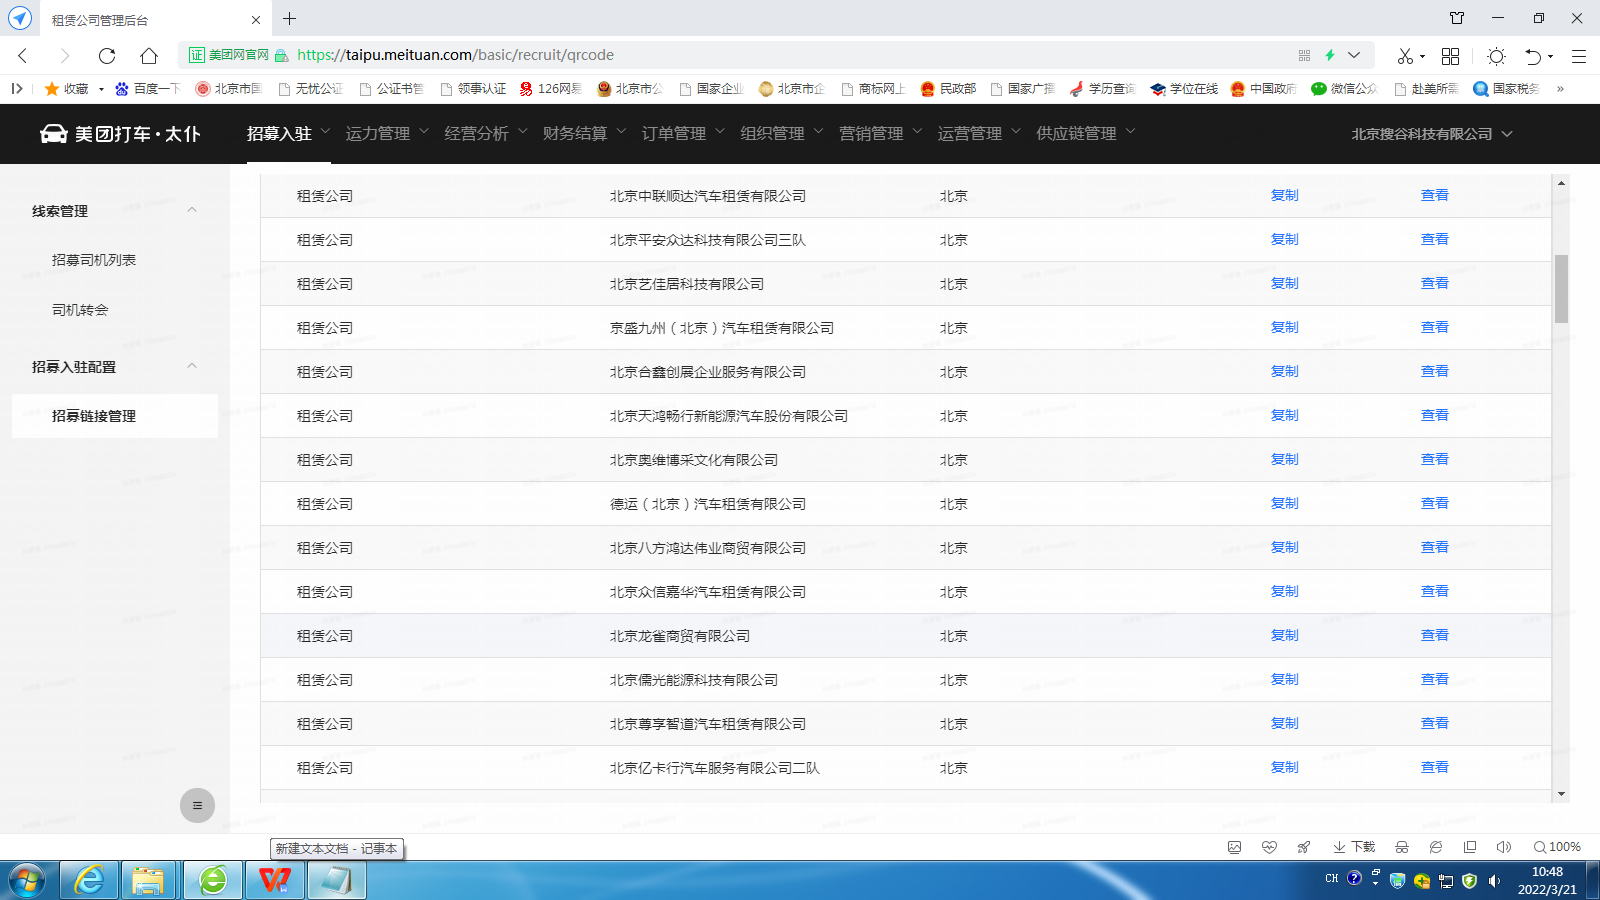 租赁公司管理后台
证 美团网官网 https://taipu.meituan.com/basic/recruit/qrcode
收藏 百度一下 北京市国 无忧公证 公证书管 领事认证 126网易 北京市公 国家企业 北京市企 商标网上 民政部 国家广播 学历查询 学位在线 中国政府 微信公众 赴美所需 国家税务 »
美团打车·太仆 招募入驻 运力管理 经营分析 财务结算 订单管理 组织管理 营销管理 运营管理 供应链管理 北京搜谷科技有限公司
线索管理
招募司机列表
司机转会
招募入驻配置
招募链接管理
租赁公司 北京中联顺达汽车租赁有限公司 北京 复制 查看
租赁公司 北京平安众达科技有限公司三队 北京 复制 查看
租赁公司 北京艺佳居科技有限公司 北京 复制 查看
租赁公司 京盛九州（北京）汽车租赁有限公司 北京 复制 查看
租赁公司 北京合鑫创展企业服务有限公司 北京 复制 查看
租赁公司 北京天鸿畅行新能源汽车股份有限公司 北京 复制 查看
租赁公司 北京奥维博采文化有限公司 北京 复制 查看
租赁公司 德运（北京）汽车租赁有限公司 北京 复制 查看
租赁公司 北京八方鸿达伟业商贸有限公司 北京 复制 查看
租赁公司 北京众信嘉华汽车租赁有限公司 北京 复制 查看
租赁公司 北京龙雀商贸有限公司 北京 复制 查看
租赁公司 北京儒光能源科技有限公司 北京 复制 查看
租赁公司 北京尊享智道汽车租赁有限公司 北京 复制 查看
租赁公司 北京亿卡行汽车服务有限公司二队 北京 复制 查看
新建文本文档 - 记事本
下载 100%
CH 10:48
2022/3/21